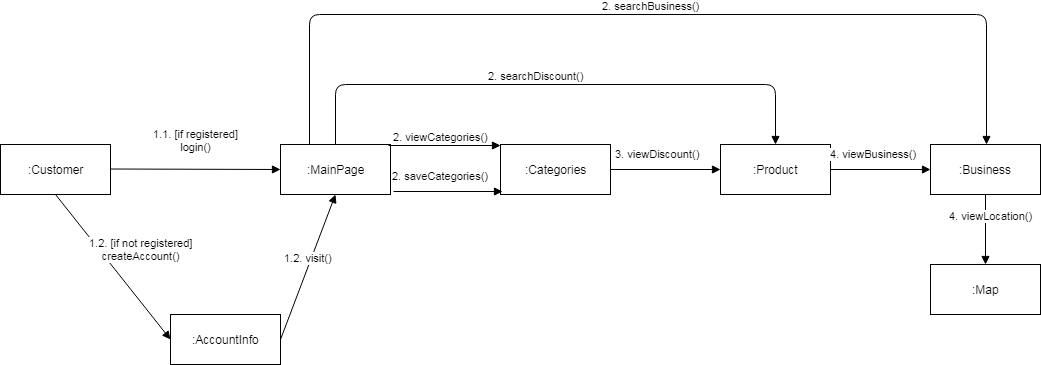 2. searchBusiness()
2. searchDiscount()
1.1. [if registered]
login()
2. viewCategories()
3. viewDiscount()
4. viewBusiness()
:Customer
:MainPage
:Categories
:Product
:Business
2. saveCategories()
4. viewLocation()
1.2. [if not registered]
createAccount()
1.2. visit()
:Map
:AccountInfo